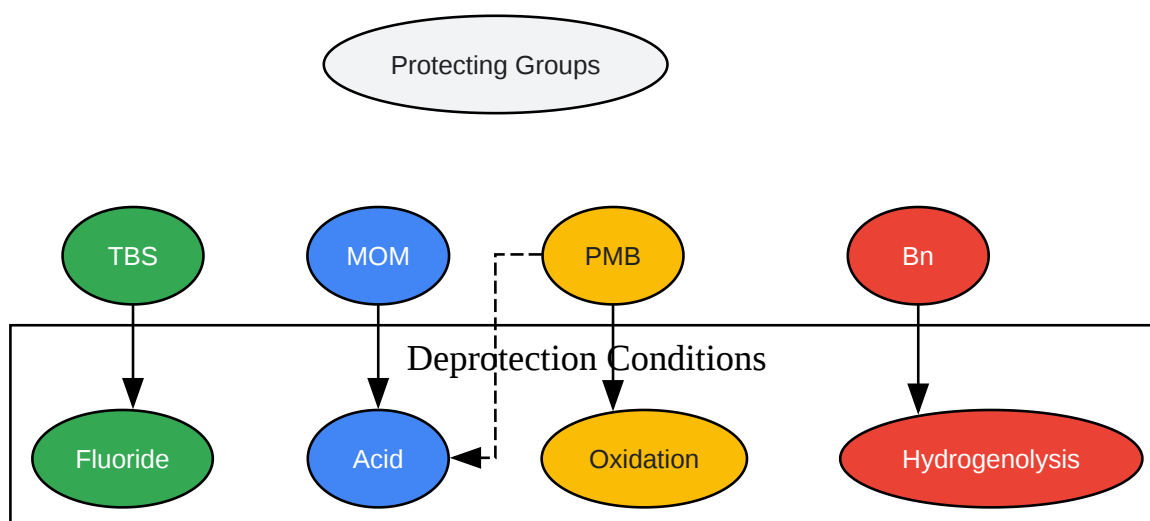 Protecting Groups
TBS
MOM
PMB
Bn
Deprotection Conditions
Fluoride
Acid
Oxidation
Hydrogenolysis